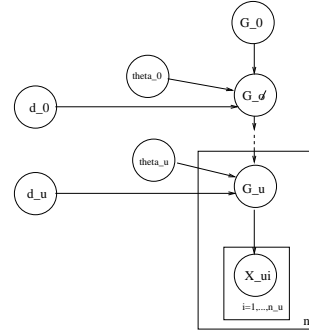 G_0
theta_0
d_0
theta_u
d_u
G_u
X_ui
i=1,...,n_u
n